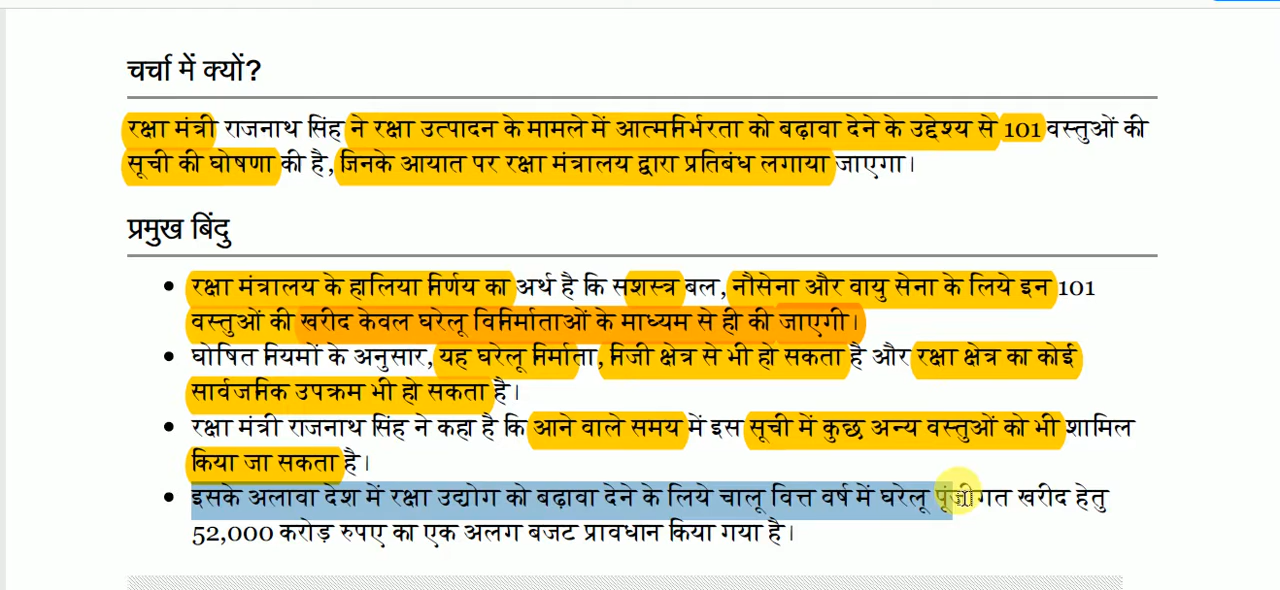 चर्चा में क्यों?
रक्षा मंत्री राजनाथ सिंह ने रक्षा उत्पादन के मामले में आत्मनिर्भरता को बढ़ावा देने के उद्देश्य से 101 वस्तुओं की
सूची की घोषणा की है, जिनके आयात पर रक्षा मंत्रालय द्वारा प्रतिबंध लगाया जाएगा।
प्रमुख बिंदु
• रक्षा मंत्रालय के हालिया निर्णय का अर्थ है कि सशस्त्र बल, नौसेना और वायु सेना के लिये इन 101
वस्तुओं की खरीद केवल घरेलू विनिर्माताओं के माध्यम से ही की जाएगी।
• घोषित नियमों के अनुसार, यह घरेलू निर्माता, निजी क्षेत्र से भी हो सकता है और रक्षा क्षेत्र का कोई
सार्वजनिक उपक्रम भी हो सकता है।
• रक्षा मंत्री राजनाथ सिंह ने कहा है कि आने वाले समय में इस सूची में कुछ अन्य वस्तुओं को भी शामिल
किया जा सकता है।
• इसके अलावा देश में रक्षा उद्योग को बढ़ावा देने के लिये चालू वित्त वर्ष में घरेलू पूंजीगत खरीद हेतु
52,000 करोड़ रुपए का एक अलग बजट प्रावधान किया गया है।